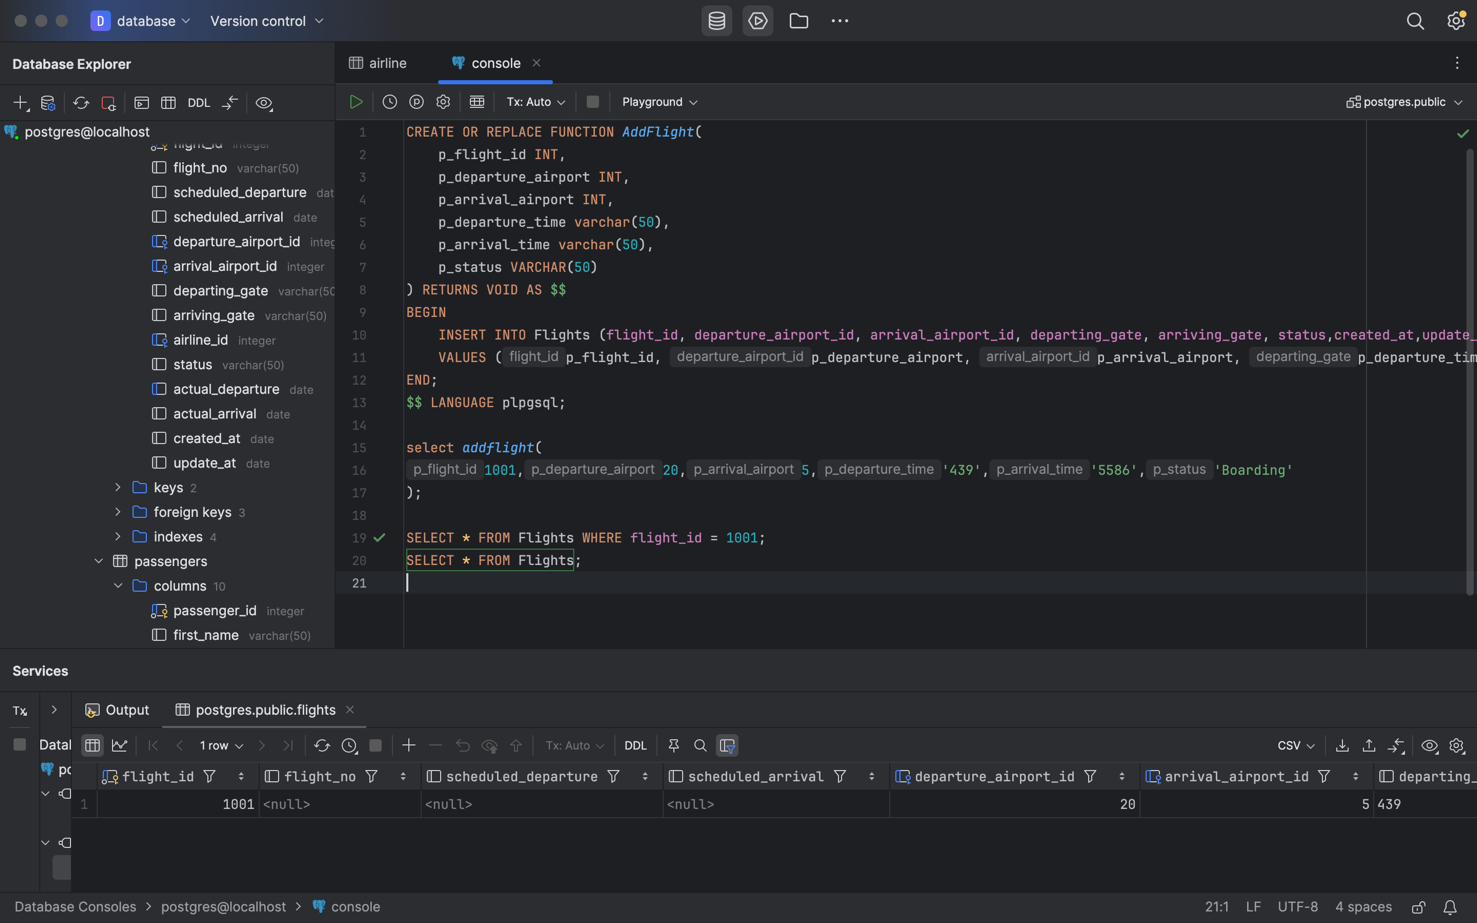 D database Version control
Database Explorer
airline
console
DDL
Tx: Auto
Playground
postgres.public
postgres@localhost
flight_id integer
flight_no varchar(50)
scheduled_departure dat
scheduled_arrival date
departure_airport_id integ
arrival_airport_id integer
departing_gate varchar(50
arriving_gate varchar(50)
airline_id integer
status varchar(50)
actual_departure date
actual_arrival date
created_at date
update_at date
keys 2
foreign keys 3
indexes 4
passengers
columns 10
passenger_id integer
first_name varchar(50)
1 CREATE OR REPLACE FUNCTION AddFlight(
2 p_flight_id INT,
3 p_departure_airport INT,
4 p_arrival_airport INT,
5 p_departure_time varchar(50),
6 p_arrival_time varchar(50),
7 p_status VARCHAR(50)
8 ) RETURNS VOID AS $$
9 BEGIN
10 INSERT INTO Flights (flight_id, departure_airport_id, arrival_airport_id, departing_gate, arriving_gate, status,created_at,update_
11 VALUES ( flight_id p_flight_id, departure_airport_id p_departure_airport, arrival_airport_id p_arrival_airport, departing_gate p_departure_tim
12 END;
13 $$ LANGUAGE plpgsql;
14
15 select addflight(
16 p_flight_id 1001, p_departure_airport 20, p_arrival_airport 5, p_departure_time '439', p_arrival_time '5586', p_status 'Boarding'
17 );
18
19 SELECT * FROM Flights WHERE flight_id = 1001;
20 SELECT * FROM Flights;
21
Services
Tx
Output
postgres.public.flights
Datal
1 row
Tx: Auto
DDL
CSV
po
flight_id flight_no scheduled_departure scheduled_arrival departure_airport_id arrival_airport_id departing_
1 1001 <null> <null> <null> 20 5 439
Database Consoles > postgres@localhost > console
21:1 LF UTF-8 4 spaces